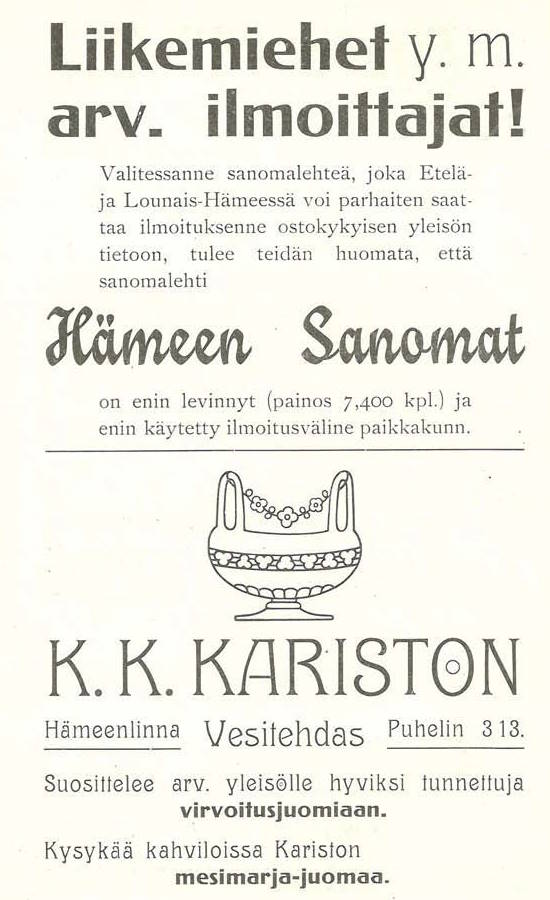 Liikemiehet y. m.
arv. ilmoittajat!
Valitessanne sanomalehteä, joka Etelä-
ja Lounais-Hämeessä voi parhaiten saat-
taa ilmoituksenne ostokykyisen yleisön
tietoon, tulee teidän huomata, että
sanomalehti
Hämeen Sanomat
on enin levinnyt (painos 7,400 kpl.) ja
enin käytetty ilmoitusväline paikkakunn.
K. K. KARISTON
Hämeenlinna Vesitehdas Puhelin 313.
Suosittelee arv. yleisölle hyviksi tunnettuja
virvoitusjuomiaan.
Kysykää kahviloissa Kariston
mesimarja-juomaa.